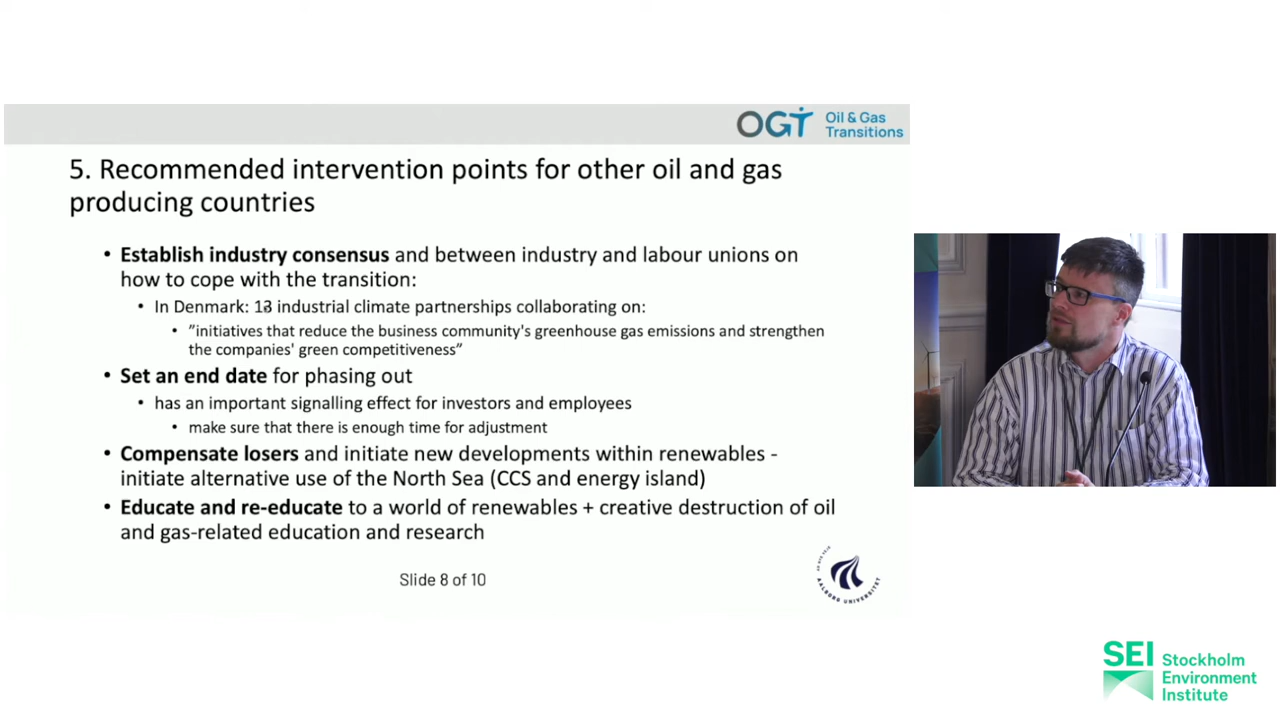 OGT Oil & Gas
Transitions
5. Recommended intervention points for other oil and gas
producing countries
• Establish industry consensus and between industry and labour unions on
how to cope with the transition:
• In Denmark: 13 industrial climate partnerships collaborating on:
• ”initiatives that reduce the business community's greenhouse gas emissions and strengthen
the companies' green competitiveness”
• Set an end date for phasing out
• has an important signalling effect for investors and employees
• make sure that there is enough time for adjustment
• Compensate losers and initiate new developments within renewables -
initiate alternative use of the North Sea (CCS and energy island)
• Educate and re-educate to a world of renewables + creative destruction of oil
and gas-related education and research
Slide 8 of 10
AALBORG UNIVERSITET
SEI Stockholm
Environment
Institute